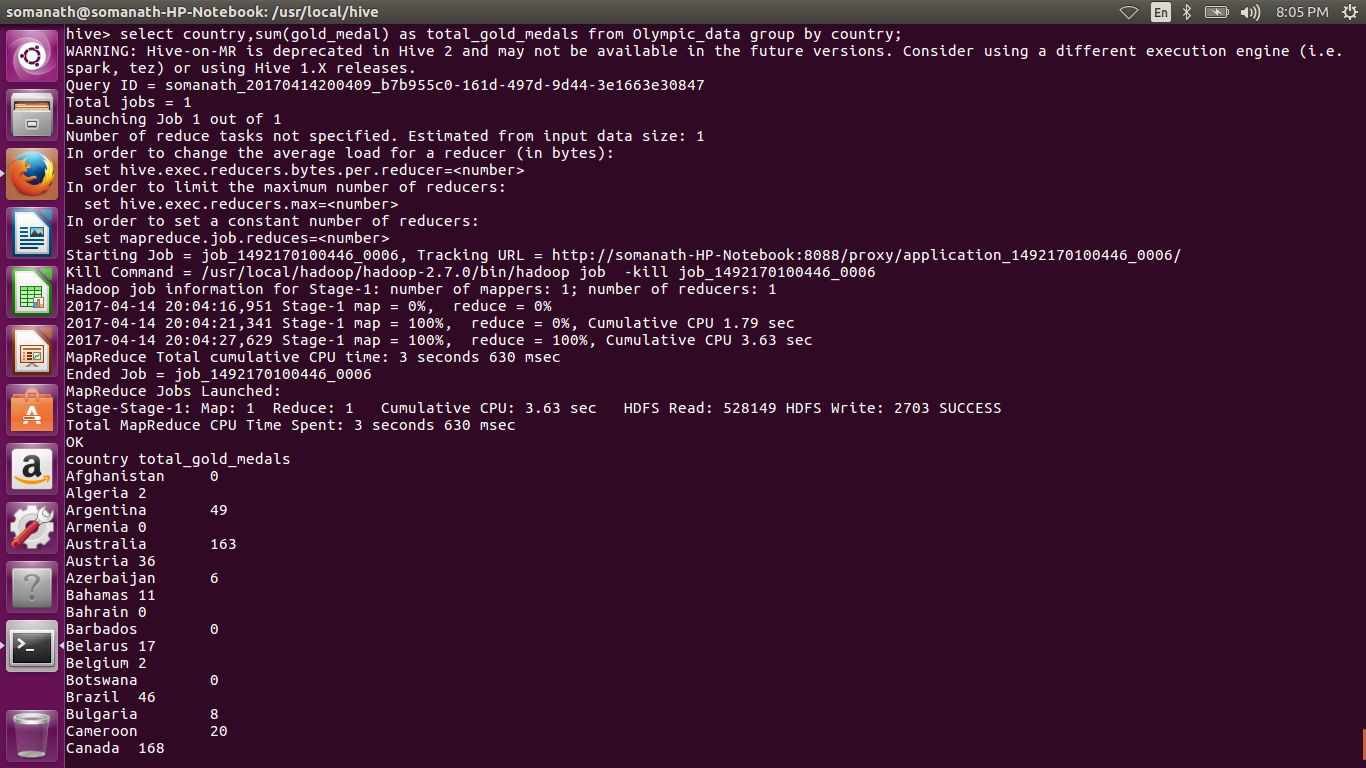 somanath@somanath-HP-Notebook: /usr/local/hive
En
8:05 PM
hive> select country,sum(gold_medal) as total_gold_medals from Olympic_data group by country;
WARNING: Hive-on-MR is deprecated in Hive 2 and may not be available in the future versions. Consider using a different execution engine (i.e.
spark, tez) or using Hive 1.X releases.
Query ID = somanath_20170414200409_b7b955c0-161d-497d-9d44-3e1663e30847
Total jobs = 1
Launching Job 1 out of 1
Number of reduce tasks not specified. Estimated from input data size: 1
In order to change the average load for a reducer (in bytes):
  set hive.exec.reducers.bytes.per.reducer=<number>
In order to limit the maximum number of reducers:
  set hive.exec.reducers.max=<number>
In order to set a constant number of reducers:
  set mapreduce.job.reduces=<number>
Starting Job = job_1492170100446_0006, Tracking URL = http://somanath-HP-Notebook:8088/proxy/application_1492170100446_0006/
Kill Command = /usr/local/hadoop/hadoop-2.7.0/bin/hadoop job  -kill job_1492170100446_0006
Hadoop job information for Stage-1: number of mappers: 1; number of reducers: 1
2017-04-14 20:04:16,951 Stage-1 map = 0%,  reduce = 0%
2017-04-14 20:04:21,341 Stage-1 map = 100%,  reduce = 0%, Cumulative CPU 1.79 sec
2017-04-14 20:04:27,629 Stage-1 map = 100%,  reduce = 100%, Cumulative CPU 3.63 sec
MapReduce Total cumulative CPU time: 3 seconds 630 msec
Ended Job = job_1492170100446_0006
MapReduce Jobs Launched:
Stage-Stage-1: Map: 1  Reduce: 1   Cumulative CPU: 3.63 sec   HDFS Read: 528149 HDFS Write: 2703 SUCCESS
Total MapReduce CPU Time Spent: 3 seconds 630 msec
OK
country total_gold_medals
Afghanistan     0
Algeria 2
Argentina       49
Armenia 0
Australia       163
Austria 36
Azerbaijan      6
Bahamas 11
Bahrain 0
Barbados        0
Belarus 17
Belgium 2
Botswana        0
Brazil  46
Bulgaria        8
Cameroon        20
Canada  168